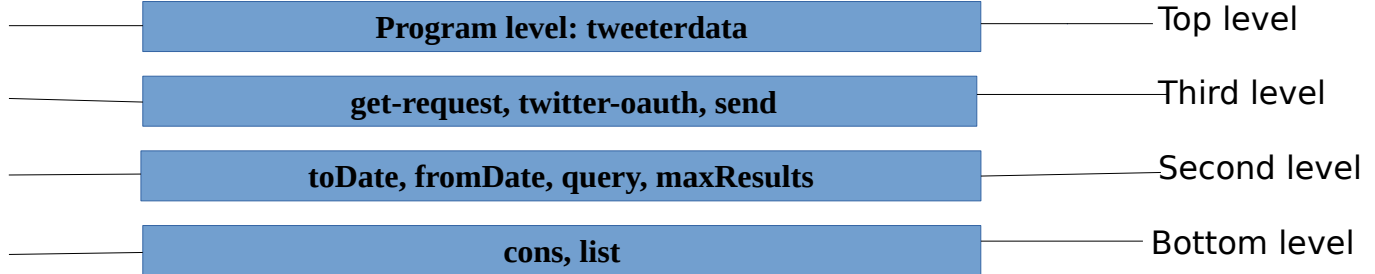 Program level: tweeterdata
Top level
get-request, twitter-oauth, send
Third level
toDate, fromDate, query, maxResults
Second level
cons, list
Bottom level